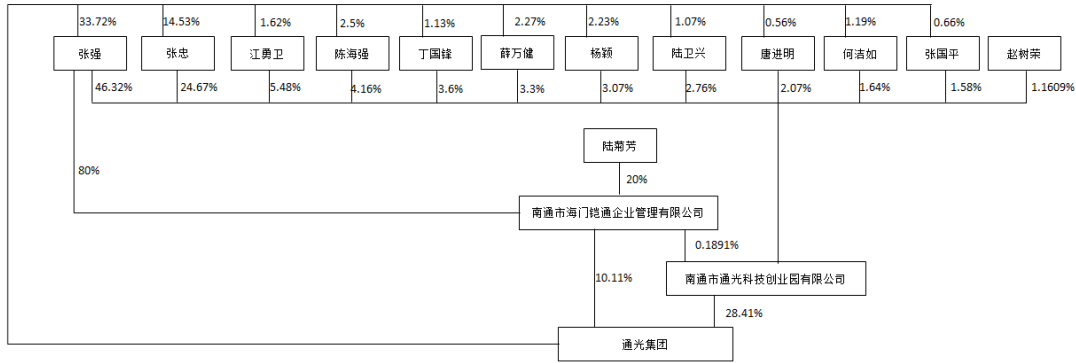 33.72%
14.53%
1.62%
2.5%
1.13%
2.27%
2.23%
1.07%
0.56%
1.19%
0.66%
张强
张忠
江勇卫
陈海强
丁国锋
薛万健
杨颖
陆卫兴
唐进明
何洁如
张国平
赵树荣
46.32%
24.67%
5.48%
4.16%
3.6%
3.3%
3.07%
2.76%
2.07%
1.64%
1.58%
1.1609%
陆菊芳
80%
20%
南通市海门铠通企业管理有限公司
0.1891%
10.11%
南通市通光科技创业园有限公司
28.41%
通光集团